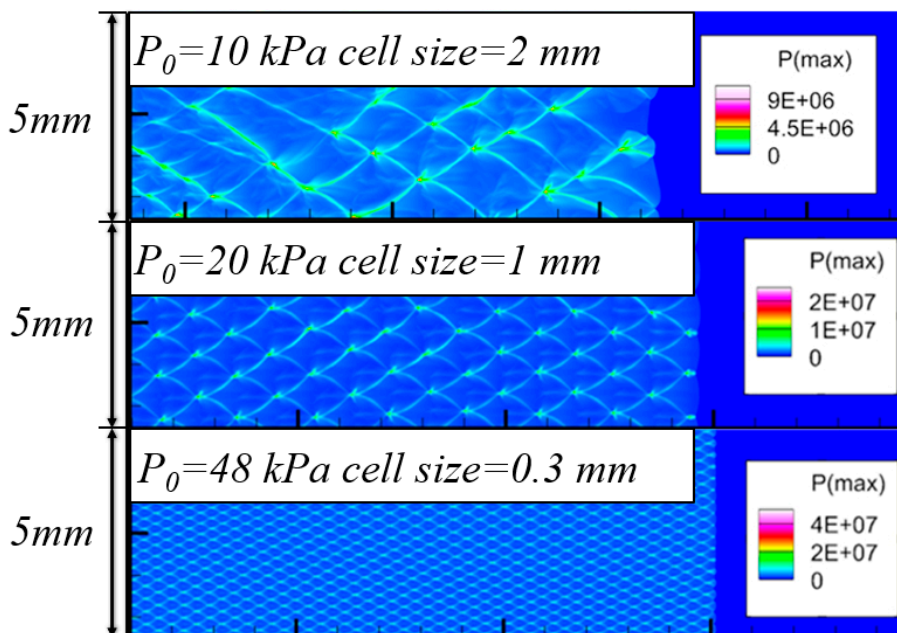 P₀=10 kPa cell size=2 mm
5mm
P(max)
9E+06
4.5E+06
0
P₀=20 kPa cell size=1 mm
5mm
P(max)
2E+07
1E+07
0
P₀=48 kPa cell size=0.3 mm
5mm
P(max)
4E+07
2E+07
0